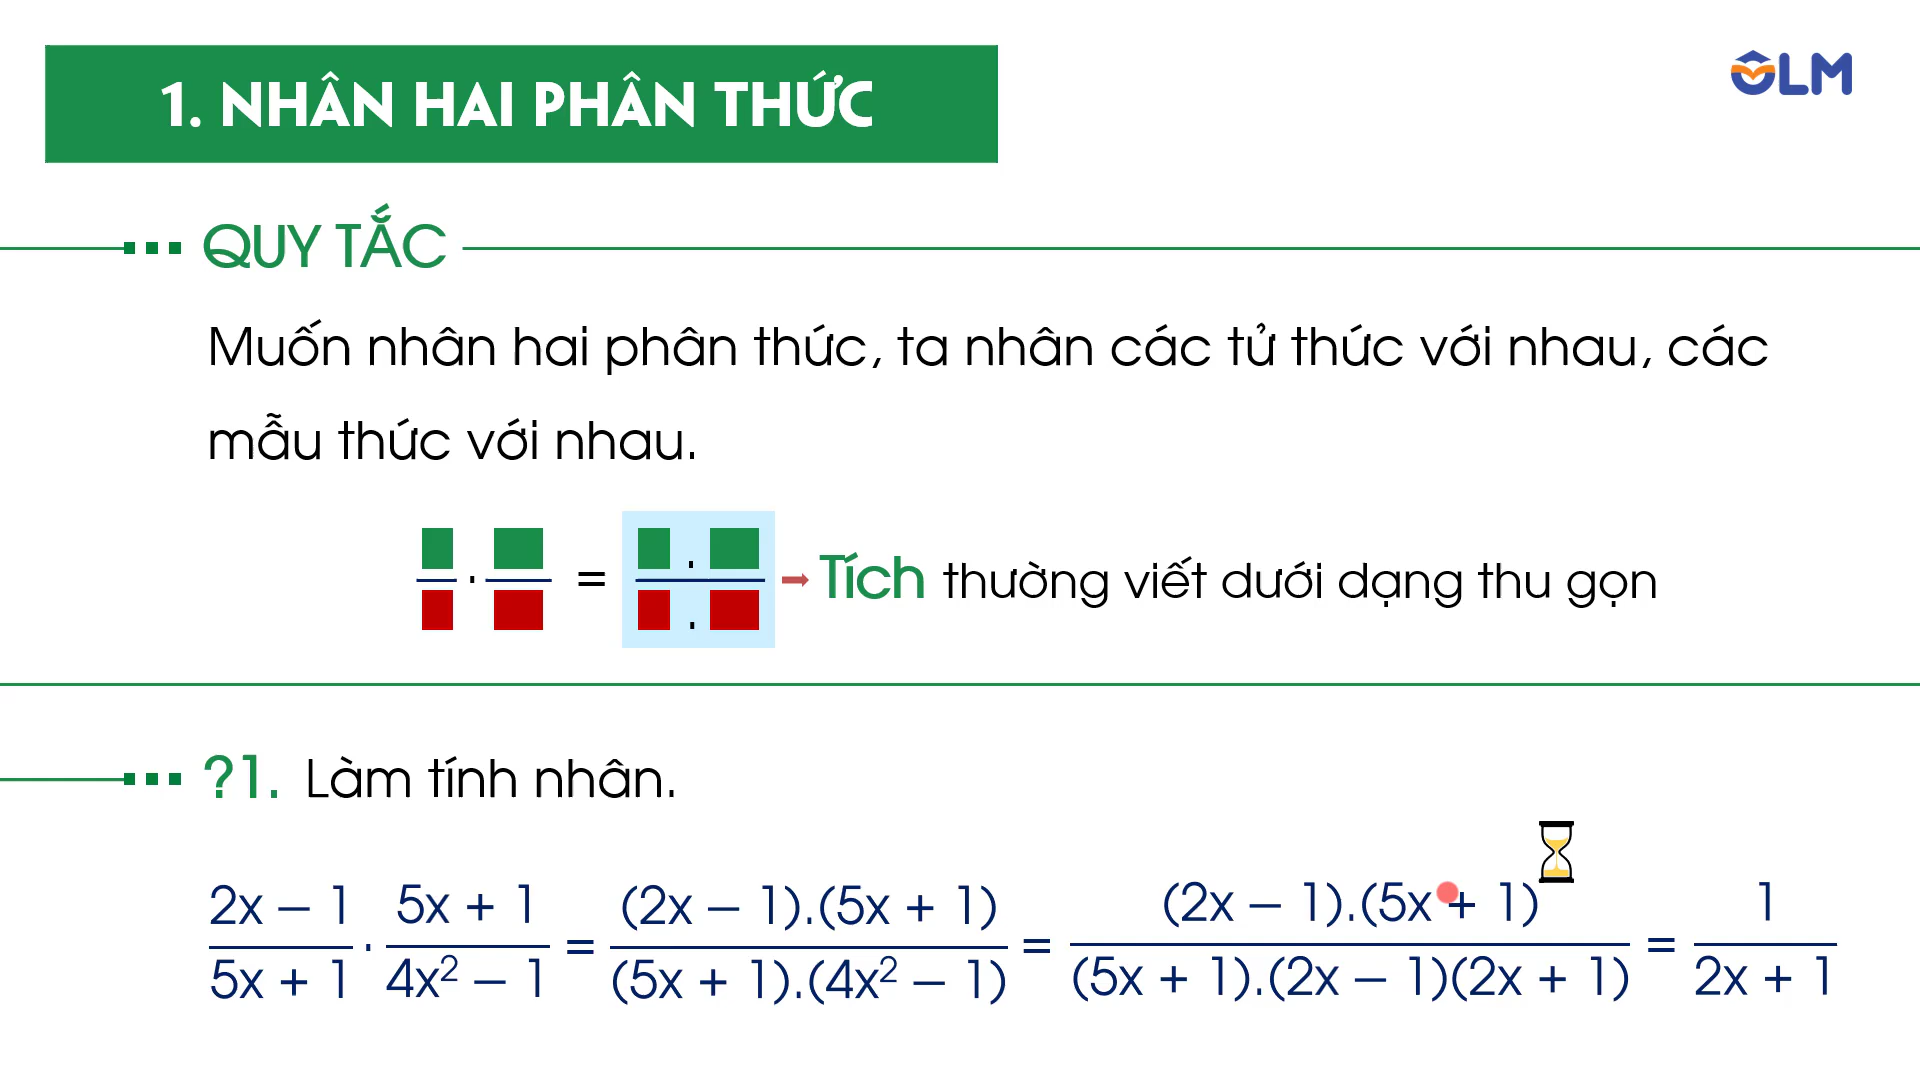 1. NHÂN HAI PHÂN THỨC
OLM
QUY TẮC
Muốn nhân hai phân thức, ta nhân các tử thức với nhau, các
mẫu thức với nhau.
. = . . → Tích thường viết dưới dạng thu gọn
?1. Làm tính nhân.
(2x – 1)/(5x + 1) . (5x + 1)/(4x² – 1) = (2x – 1).(5x + 1)/(5x + 1).(4x² – 1) = (2x – 1).(5x + 1)/(5x + 1).(2x – 1)(2x + 1) = 1/(2x + 1)